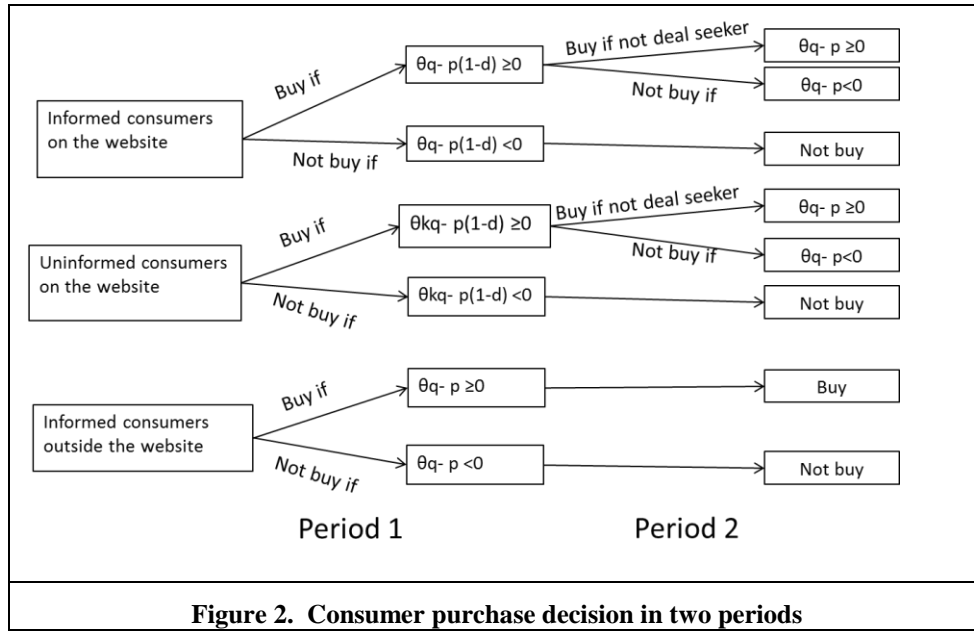 Informed consumers
on the website
Buy if
θq- p(1-d) ≥0
Buy if not deal seeker
θq- p ≥0
Not buy if
θq- p<0
Not buy if
θq- p(1-d) <0
Not buy
Uninformed consumers
on the website
Buy if
θkq- p(1-d) ≥0
Buy if not deal seeker
θq- p ≥0
Not buy if
θq- p<0
Not buy if
θkq- p(1-d) <0
Not buy
Informed consumers
outside the website
Buy if
θq- p ≥0
Buy
Not buy if
θq- p <0
Not buy
Period 1
Period 2
Figure 2. Consumer purchase decision in two periods